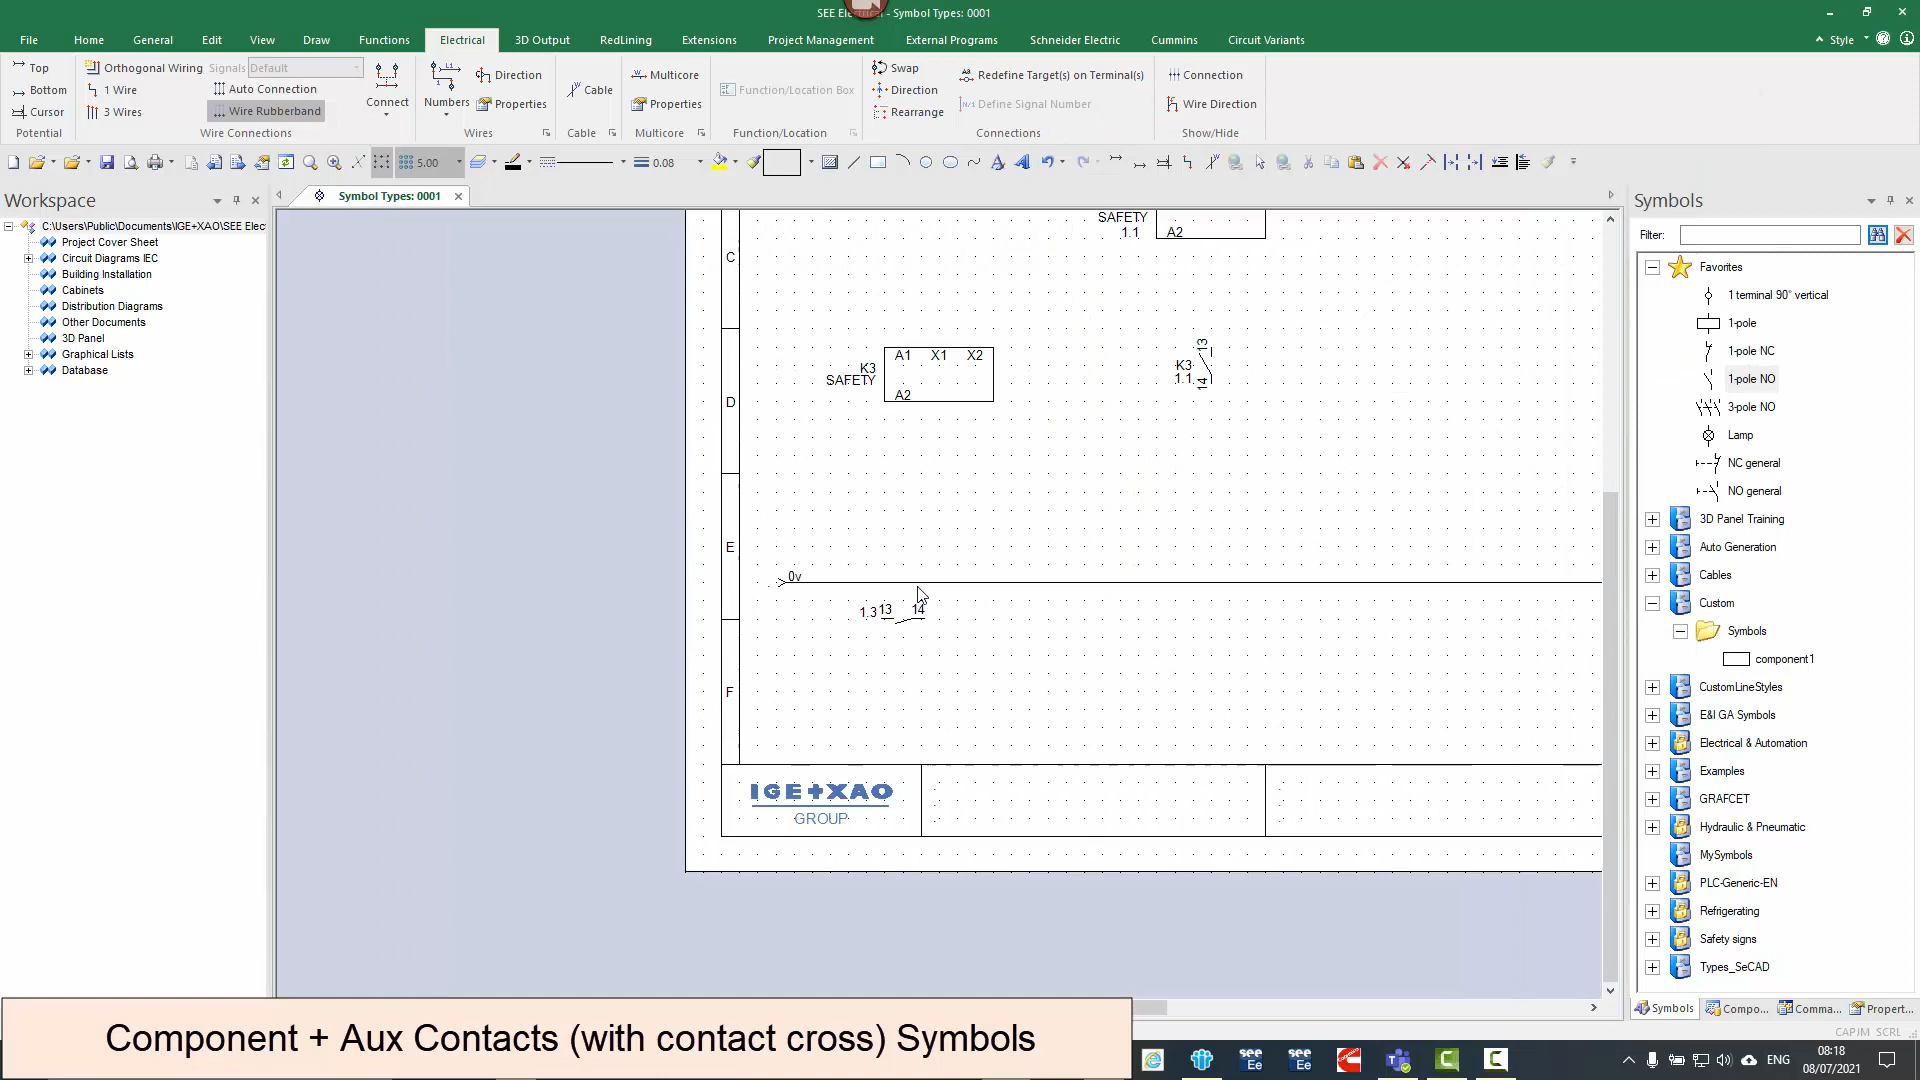 SEE Electrical - Symbol Types: 0001
File Home General Edit View Draw Functions Electrical 3D Output RedLining Extensions Project Management External Programs Schneider Electric Cummins Circuit Variants Style
Top Orthogonal Wiring Signals Default Direction Multicore Swap Redefine Target(s) on Terminal(s) Connection
Bottom 1 Wire Auto Connection Connect Numbers Cable Function/Location Box Direction
Cursor 3 Wires Wire Rubberband Properties Properties Rearrange Define Signal Number Wire Direction
Potential Wire Connections Wires Cable Multicore Function/Location Connections Show/Hide
5.00 0.08
Workspace
C:\Users\Public\Documents\IGE+XAO\SEE Elect
Project Cover Sheet
Circuit Diagrams IEC
Building Installation
Cabinets
Distribution Diagrams
Other Documents
3D Panel
Graphical Lists
Database
Symbol Types: 0001
SAFETY
1.1
A2
C
K3
SAFETY
A1 X1 X2
A2
K3
1.1
13
14
D
E
0v
1.3 13 14
F
IGE+XAO
GROUP
Symbols
Filter:
Favorites
1 terminal 90° vertical
1-pole
1-pole NC
1-pole NO
3-pole NO
Lamp
NC general
NO general
3D Panel Training
Auto Generation
Cables
Custom
Symbols
component1
CustomLineStyles
E&I GA Symbols
Electrical & Automation
Examples
GRAFCET
Hydraulic & Pneumatic
MySymbols
PLC-Generic-EN
Refrigerating
Safety signs
Types_SeCAD
Symbols Compo... Comma... Propert...
CAPJM SCRL
Component + Aux Contacts (with contact cross) Symbols
see Ee see Ee
ENG
08:18
08/07/2021